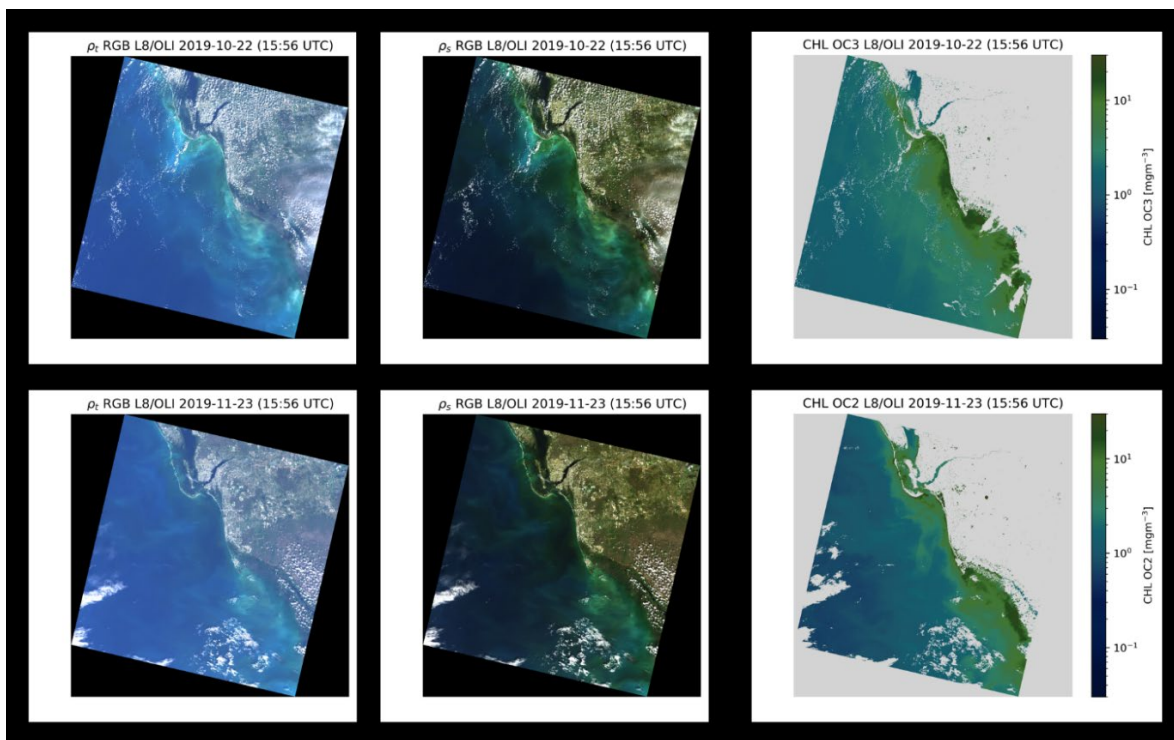 ρt RGB L8/OLI 2019-10-22 (15:56 UTC)
ρs RGB L8/OLI 2019-10-22 (15:56 UTC)
CHL OC3 L8/OLI 2019-10-22 (15:56 UTC)
10¹
10⁰
10⁻¹
CHL OC3 [mgm⁻³]
ρt RGB L8/OLI 2019-11-23 (15:56 UTC)
ρs RGB L8/OLI 2019-11-23 (15:56 UTC)
CHL OC2 L8/OLI 2019-11-23 (15:56 UTC)
10¹
10⁰
10⁻¹
CHL OC2 [mgm⁻³]